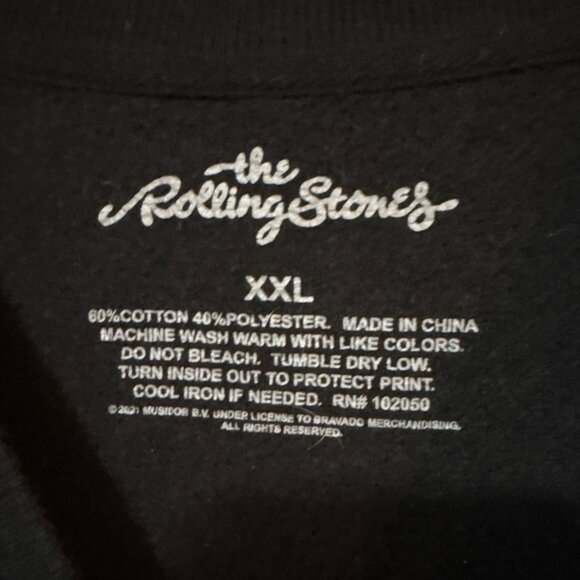 the
Rolling Stones
XXL
60%COTTON 40%POLYESTER. MADE IN CHINA
MACHINE WASH WARM WITH LIKE COLORS.
DO NOT BLEACH. TUMBLE DRY LOW.
TURN INSIDE OUT TO PROTECT PRINT.
COOL IRON IF NEEDED. RN# 102050
© 2021 MUSIDOR B.V. UNDER LICENSE TO BRAVADO MERCHANDISING.
ALL RIGHTS RESERVED.